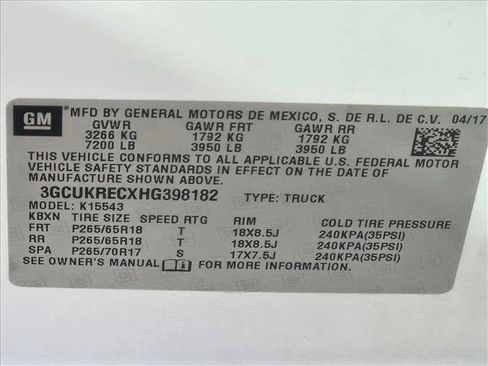 GM
MFD BY GENERAL MOTORS DE MEXICO, S. DE R.L. DE C.V. 04/17
GVWR GAWR FRT GAWR RR
3266 KG 1792 KG 1792 KG
7200 LB 3950 LB 3950 LB
THIS VEHICLE CONFORMS TO ALL APPLICABLE U.S. FEDERAL MOTOR
VEHICLE SAFETY STANDARDS IN EFFECT ON THE DATE OF
MANUFACTURE SHOWN ABOVE.
3GCUKRECXHG398182 TYPE: TRUCK
MODEL: K15543
KBXN TIRE SIZE SPEED RTG RIM COLD TIRE PRESSURE
FRT P265/65R18 T 18X8.5J 240KPA(35PSI)
RR P265/65R18 T 18X8.5J 240KPA(35PSI)
SPA P265/70R17 S 17X7.5J 240KPA(35PSI)
SEE OWNER'S MANUAL FOR MORE INFORMATION.